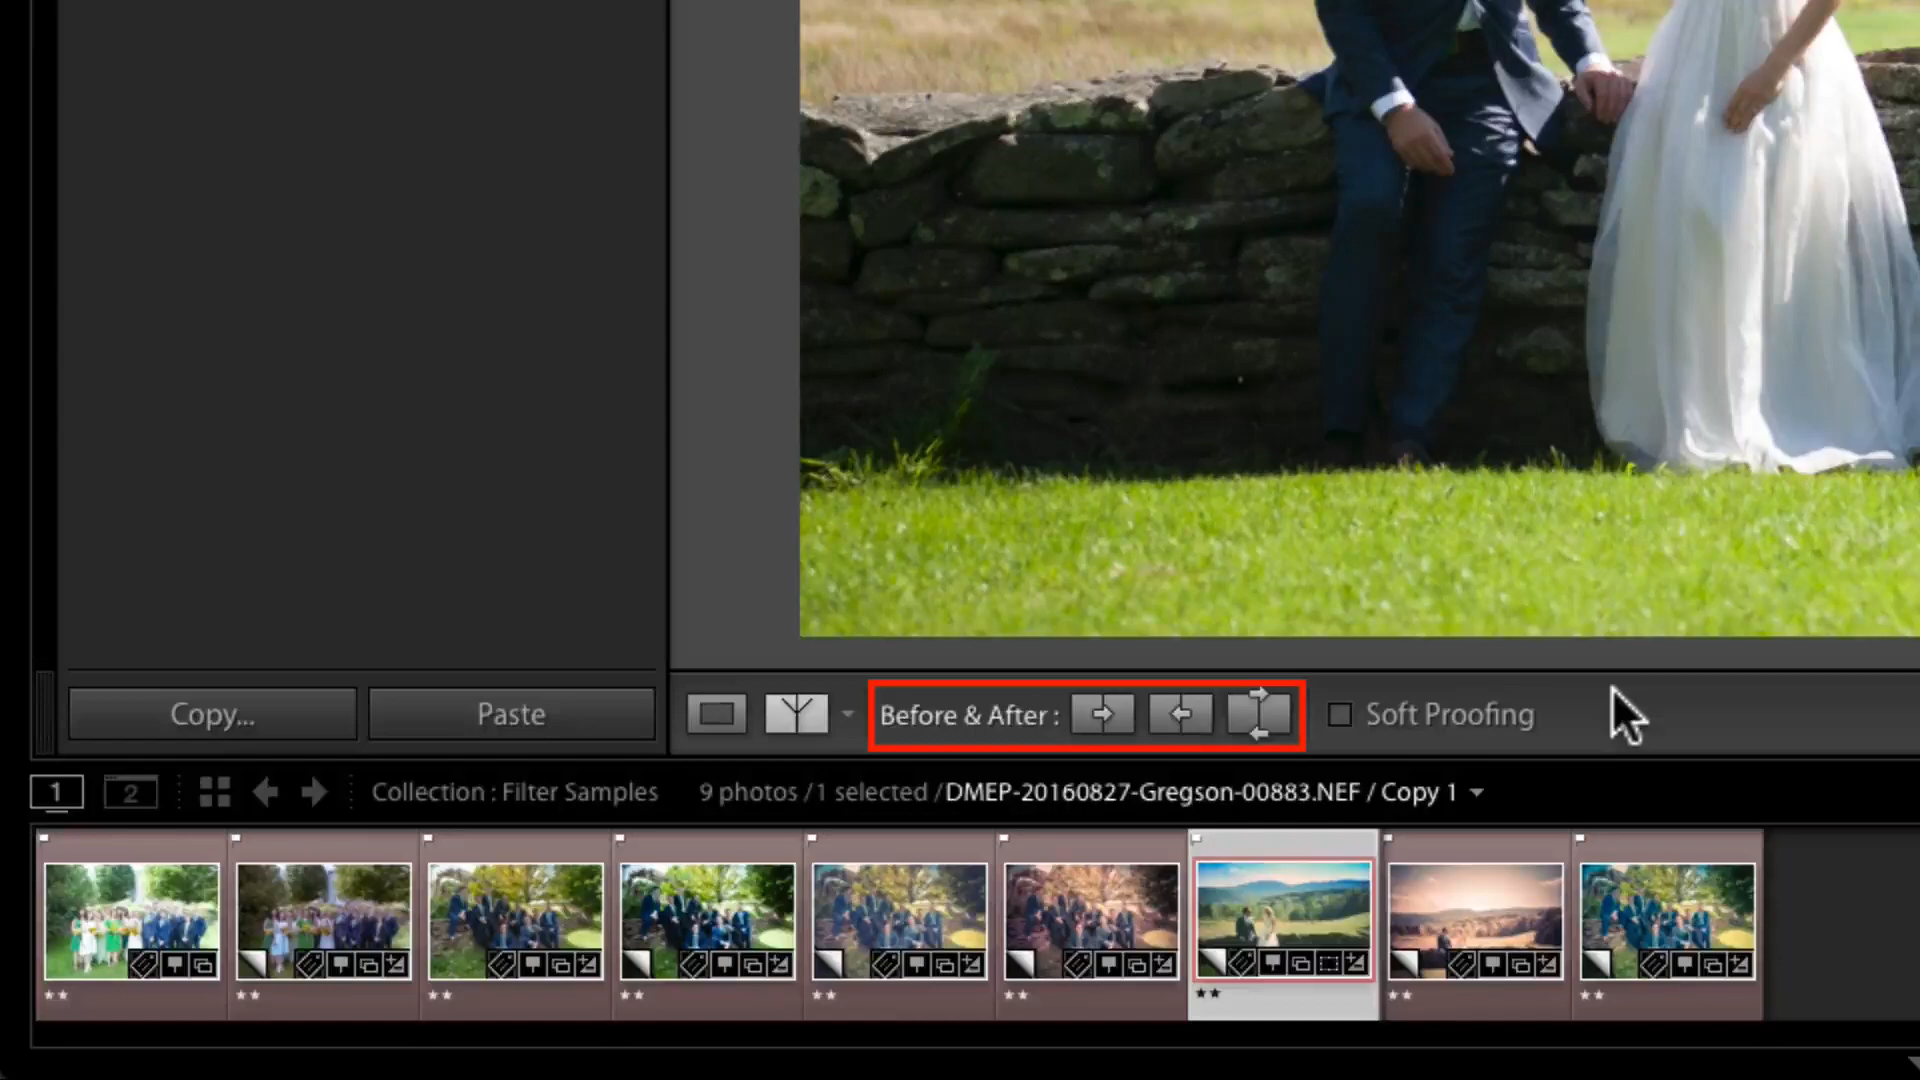 Copy...
Paste
Before & After :
Soft Proofing
1
2
Collection : Filter Samples
9 photos / 1 selected / DMEP-20160827-Gregson-00883.NEF / Copy 1